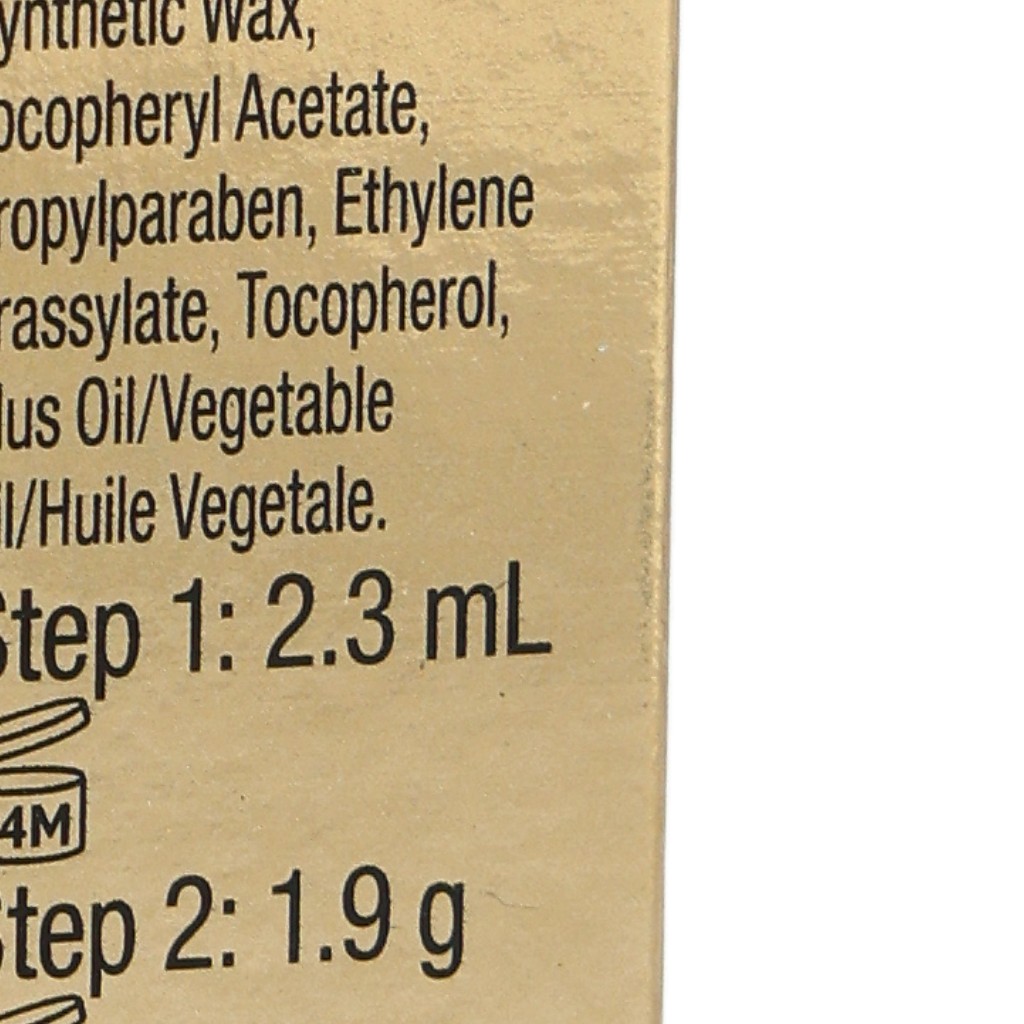 ynthetic Wax,
ocopheryl Acetate,
ropylparaben, Ethylene
rassylate, Tocopherol,
lus Oil/Vegetable
il/Huile Vegetale.
Step 1: 2.3 mL
4M
Step 2: 1.9 g